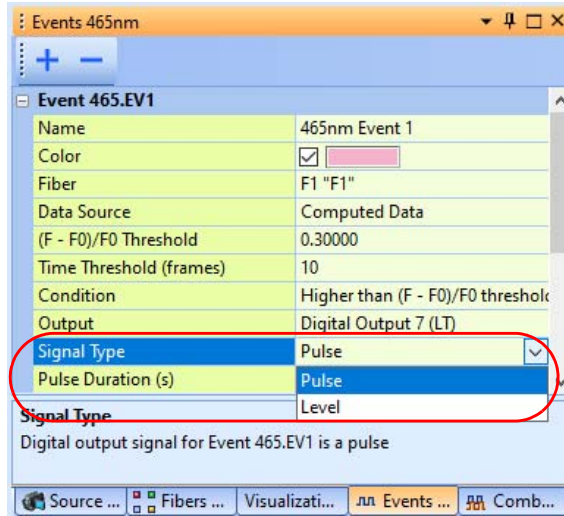 Events 465nm
Event 465.EV1
Name 465nm Event 1
Color
Fiber F1 "F1"
Data Source Computed Data
(F - F0)/F0 Threshold 0.30000
Time Threshold (frames) 10
Condition Higher than (F - F0)/F0 threshold
Output Digital Output 7 (LT)
Signal Type Pulse
Pulse Duration (s) Pulse
Level
Signal Type
Digital output signal for Event 465.EV1 is a pulse
Source ... Fibers ... Visualizati... Events ... Comb...